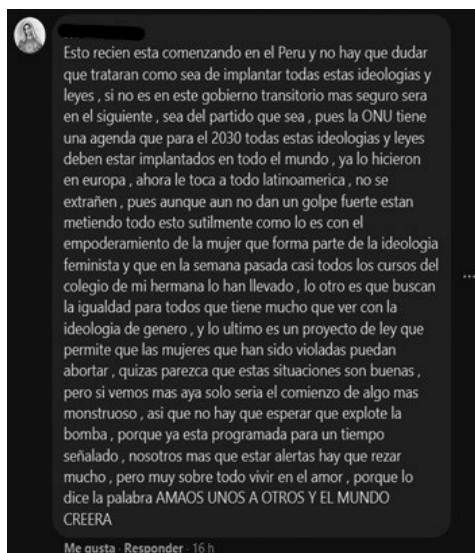 Esto recien esta comenzando en el Peru y no hay que dudar
que trataran como sea de implantar todas estas ideologias y
leyes , si no es en este gobierno transitorio mas seguro sera
en el siguiente , sea del partido que sea , pues la ONU tiene
una agenda que para el 2030 todas estas ideologias y leyes
deben estar implantados en todo el mundo , ya lo hicieron
en europa , ahora le toca a todo latinoamerica , no se
extrañen , pues aunque aun no dan un golpe fuerte estan
metiendo todo esto sutilmente como lo es con el
empoderamiento de la mujer que forma parte de la ideologia
feminista y que en la semana pasada casi todos los cursos del
colegio de mi hermana lo han llevado , lo otro es que buscan
la igualdad para todos que tiene mucho que ver con la
ideologia de genero , y lo ultimo es un proyecto de ley que
permite que las mujeres que han sido violadas puedan
abortar , quizas parezca que estas situaciones son buenas ,
pero si vemos mas aya solo seria el comienzo de algo mas
monstruoso , asi que no hay que esperar que explote la
bomba , porque ya esta programada para un tiempo
señalado , nosotros mas que estar alertas hay que rezar
mucho , pero muy sobre todo vivir en el amor , porque lo
dice la palabra AMAOS UNOS A OTROS Y EL MUNDO
CREERA
Me gusta · Responder · 16 h